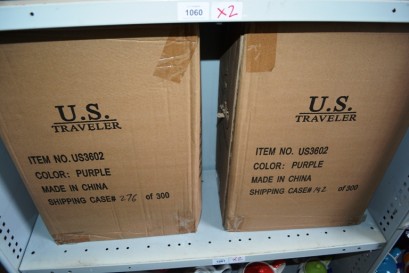 1060 x2
U.S.
TRAVELER
ITEM NO. US3602
COLOR: PURPLE
MADE IN CHINA
SHIPPING CASE# 276 of 300
U.S.
TRAVELER
ITEM NO. US3602
COLOR: PURPLE
MADE IN CHINA
SHIPPING CASE# 142 of 300